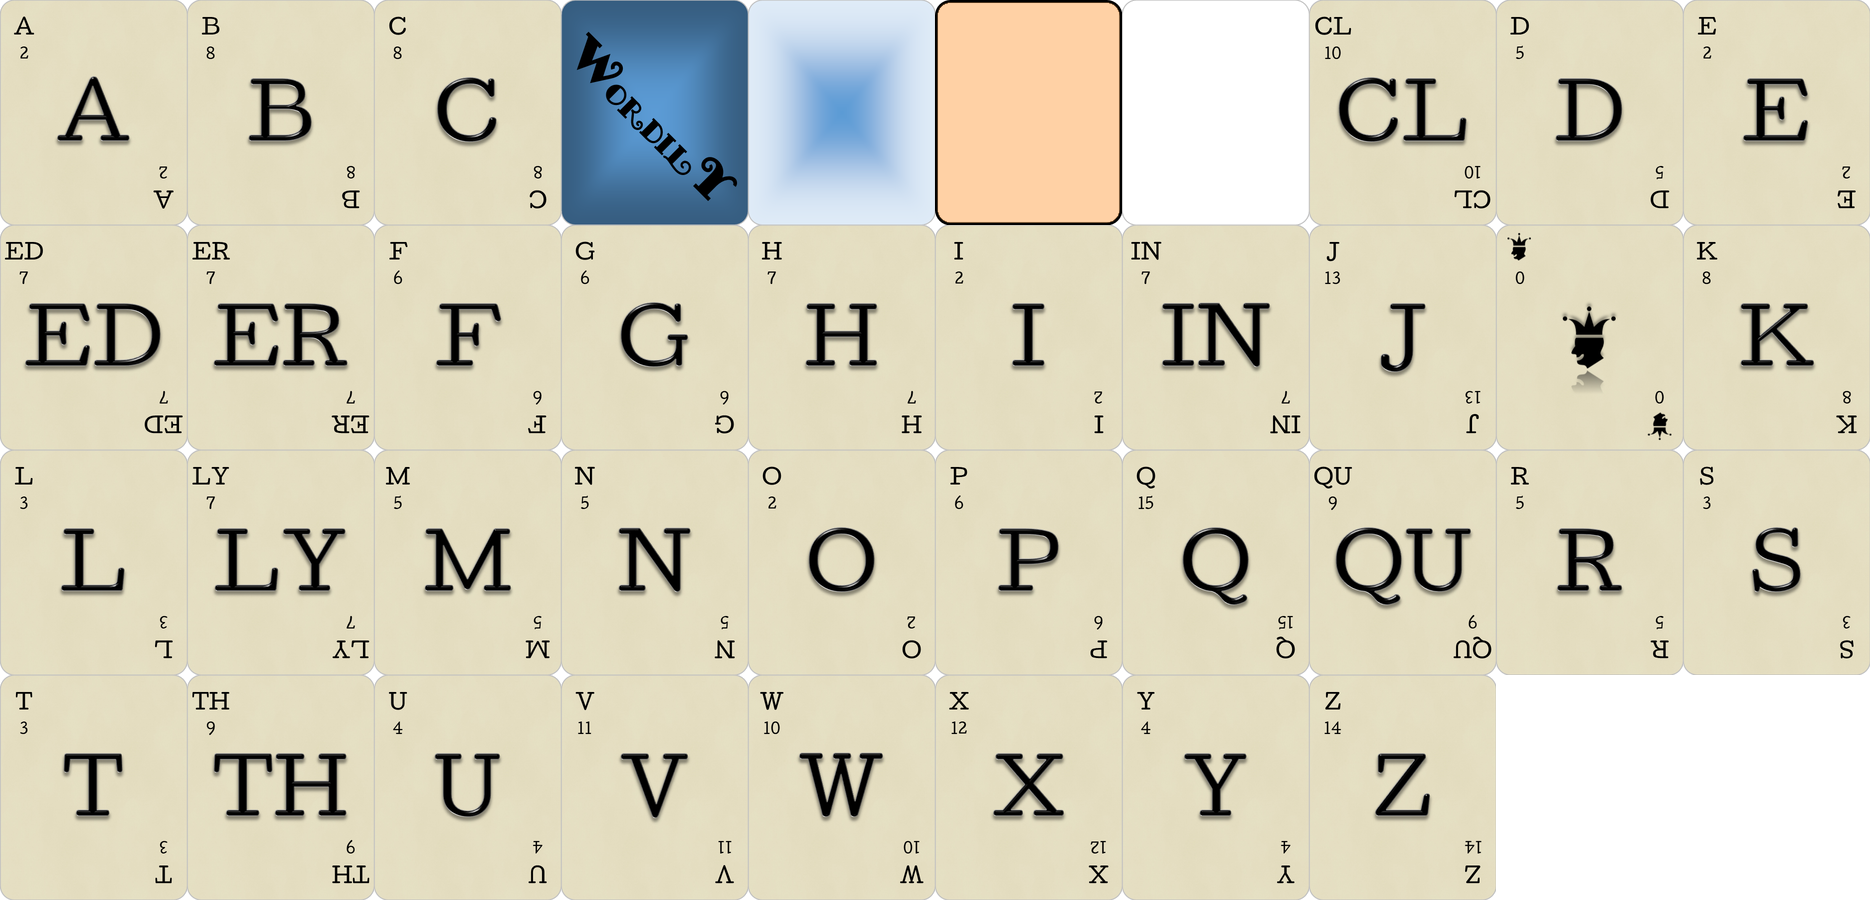 A
2
A
2
A
B
8
B
8
B
C
8
C
8
C
WORDILY
CL
10
CL
10
CL
D
5
D
5
D
E
2
E
2
E
ED
7
ED
7
ED
ER
7
ER
7
ER
F
6
F
6
F
G
6
G
6
G
H
7
H
7
H
I
2
I
2
I
IN
7
IN
7
IN
J
13
J
13
J
0
0
K
8
K
8
K
L
3
L
3
L
LY
7
LY
7
LY
M
5
M
5
M
N
5
N
5
N
O
2
O
2
O
P
6
P
6
P
Q
15
Q
15
Q
QU
9
QU
9
QU
R
5
R
5
R
S
3
S
3
S
T
3
T
3
T
TH
9
TH
9
TH
U
4
U
4
U
V
11
V
11
V
W
10
W
10
W
X
12
X
12
X
Y
4
Y
4
Y
Z
14
Z
14
Z